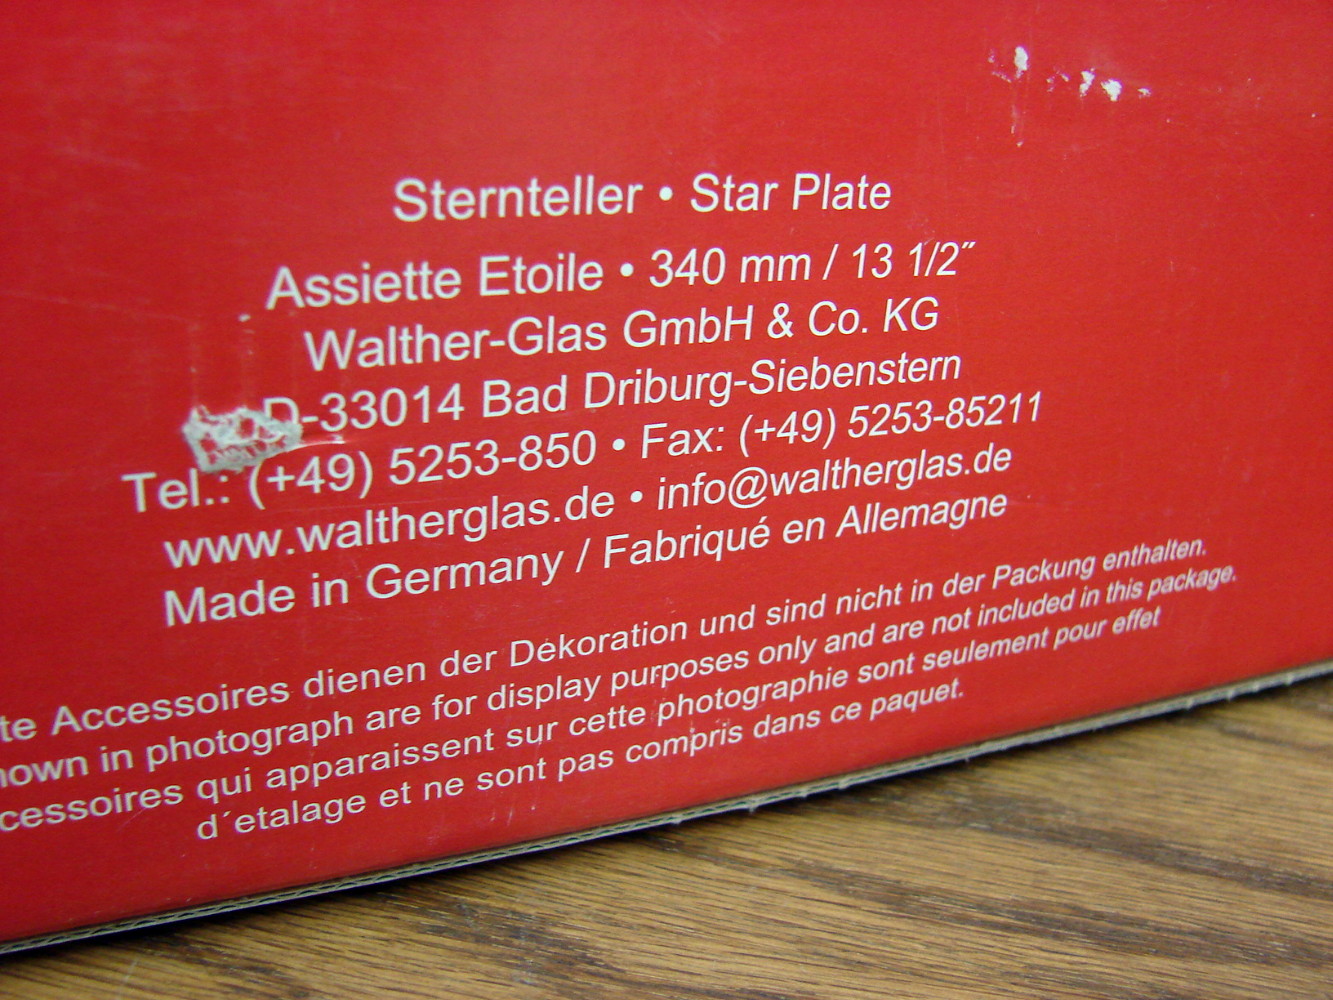 Sternteller • Star Plate
Assiette Etoile • 340 mm / 13 1/2˝
Walther-Glas GmbH & Co. KG
D-33014 Bad Driburg-Siebenstern
Tel.: (+49) 5253-850 • Fax: (+49) 5253-85211
www.waltherglas.de • info@waltherglas.de
Made in Germany / Fabriqué en Allemagne
Accessoires dienen der Dekoration und sind nicht in der Packung enthalten.
in photograph are for display purposes only and are not included in this package.
qui apparaissent sur cette photographie sont seulement pour effet
d´etalage et ne sont pas compris dans ce paquet.